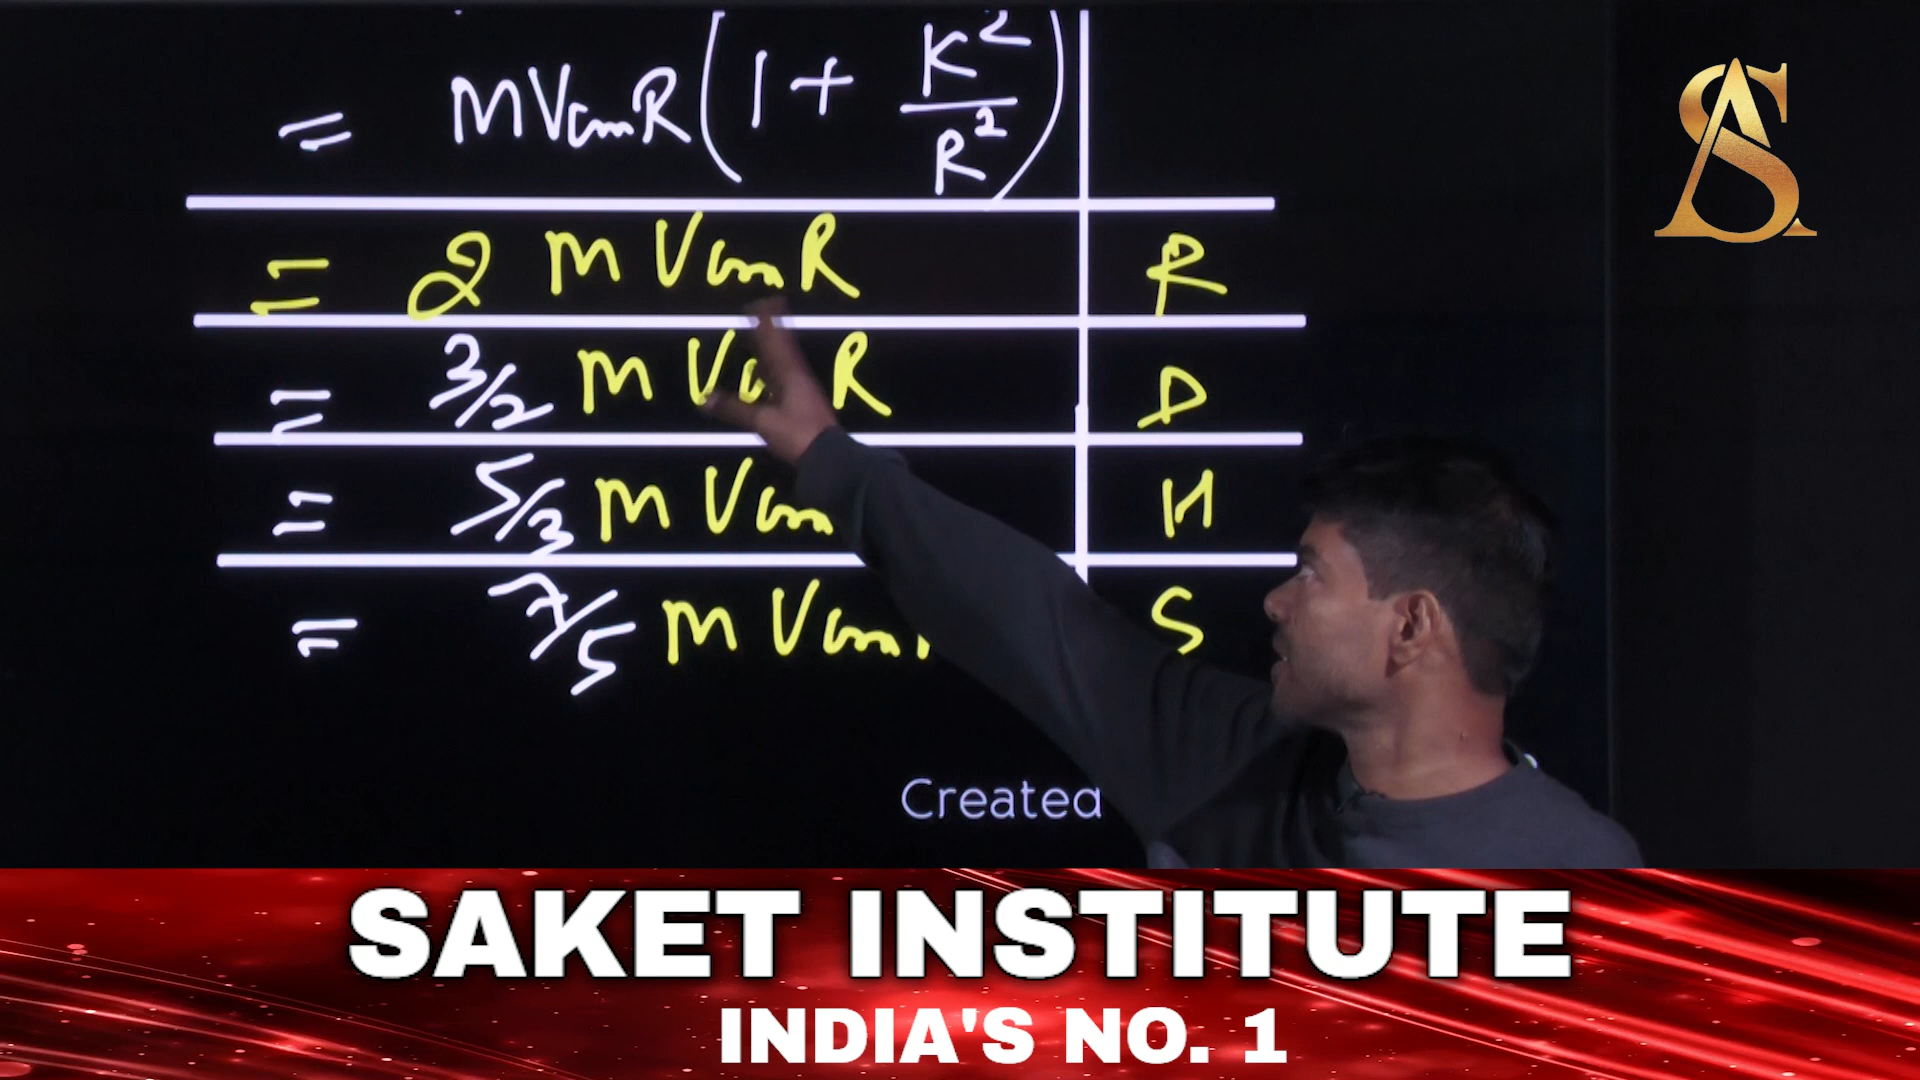 = MVcmR(1 + K²/R²)
= 2 MVcmR R
= 3/2 MVcmR D
= 5/3 MVcm H
= 7/5 MVcm S
Created
SAKET INSTITUTE
INDIA'S NO. 1